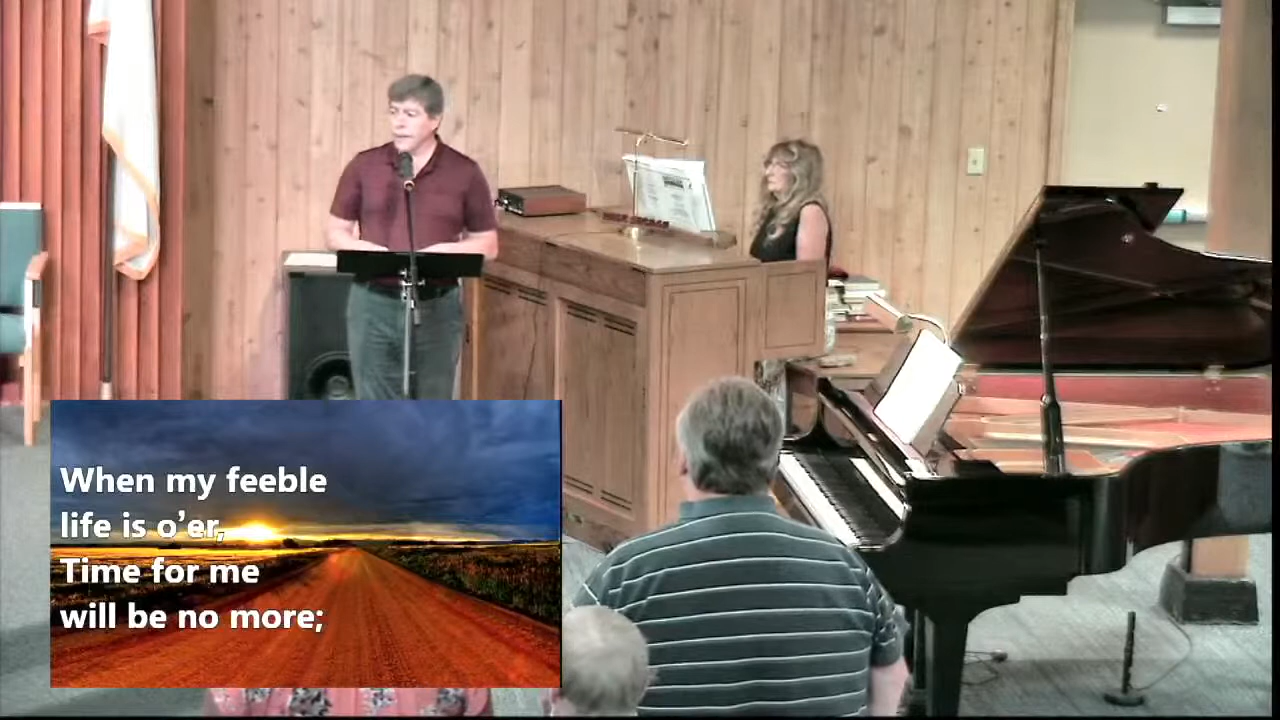 When my feeble
life is o’er,
Time for me
will be no more;